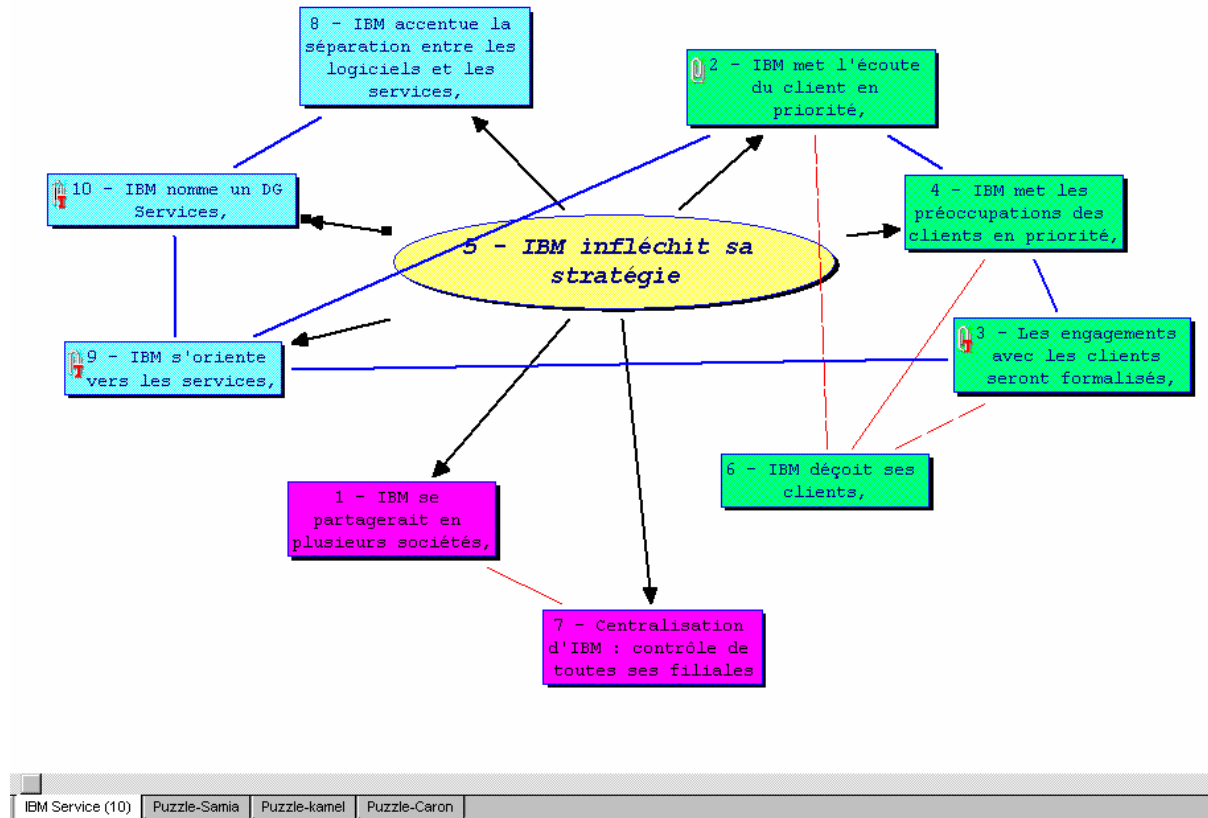 8 - IBM accentue la
séparation entre les
logiciels et les
services,
2 - IBM met l'écoute
du client en
priorité,
10 - IBM nomme un DG
Services,
4 - IBM met les
préoccupations des
clients en priorité,
5 - IBM infléchit sa
stratégie
9 - IBM s'oriente
vers les services,
3 - Les engagements
avec les clients
seront formalisés,
6 - IBM déçoit ses
clients,
1 - IBM se
partagerait en
plusieurs sociétés,
7 - Centralisation
d'IBM : contrôle de
toutes ses filiales
IBM Service (10) Puzzle-Samia Puzzle-kamel Puzzle-Caron